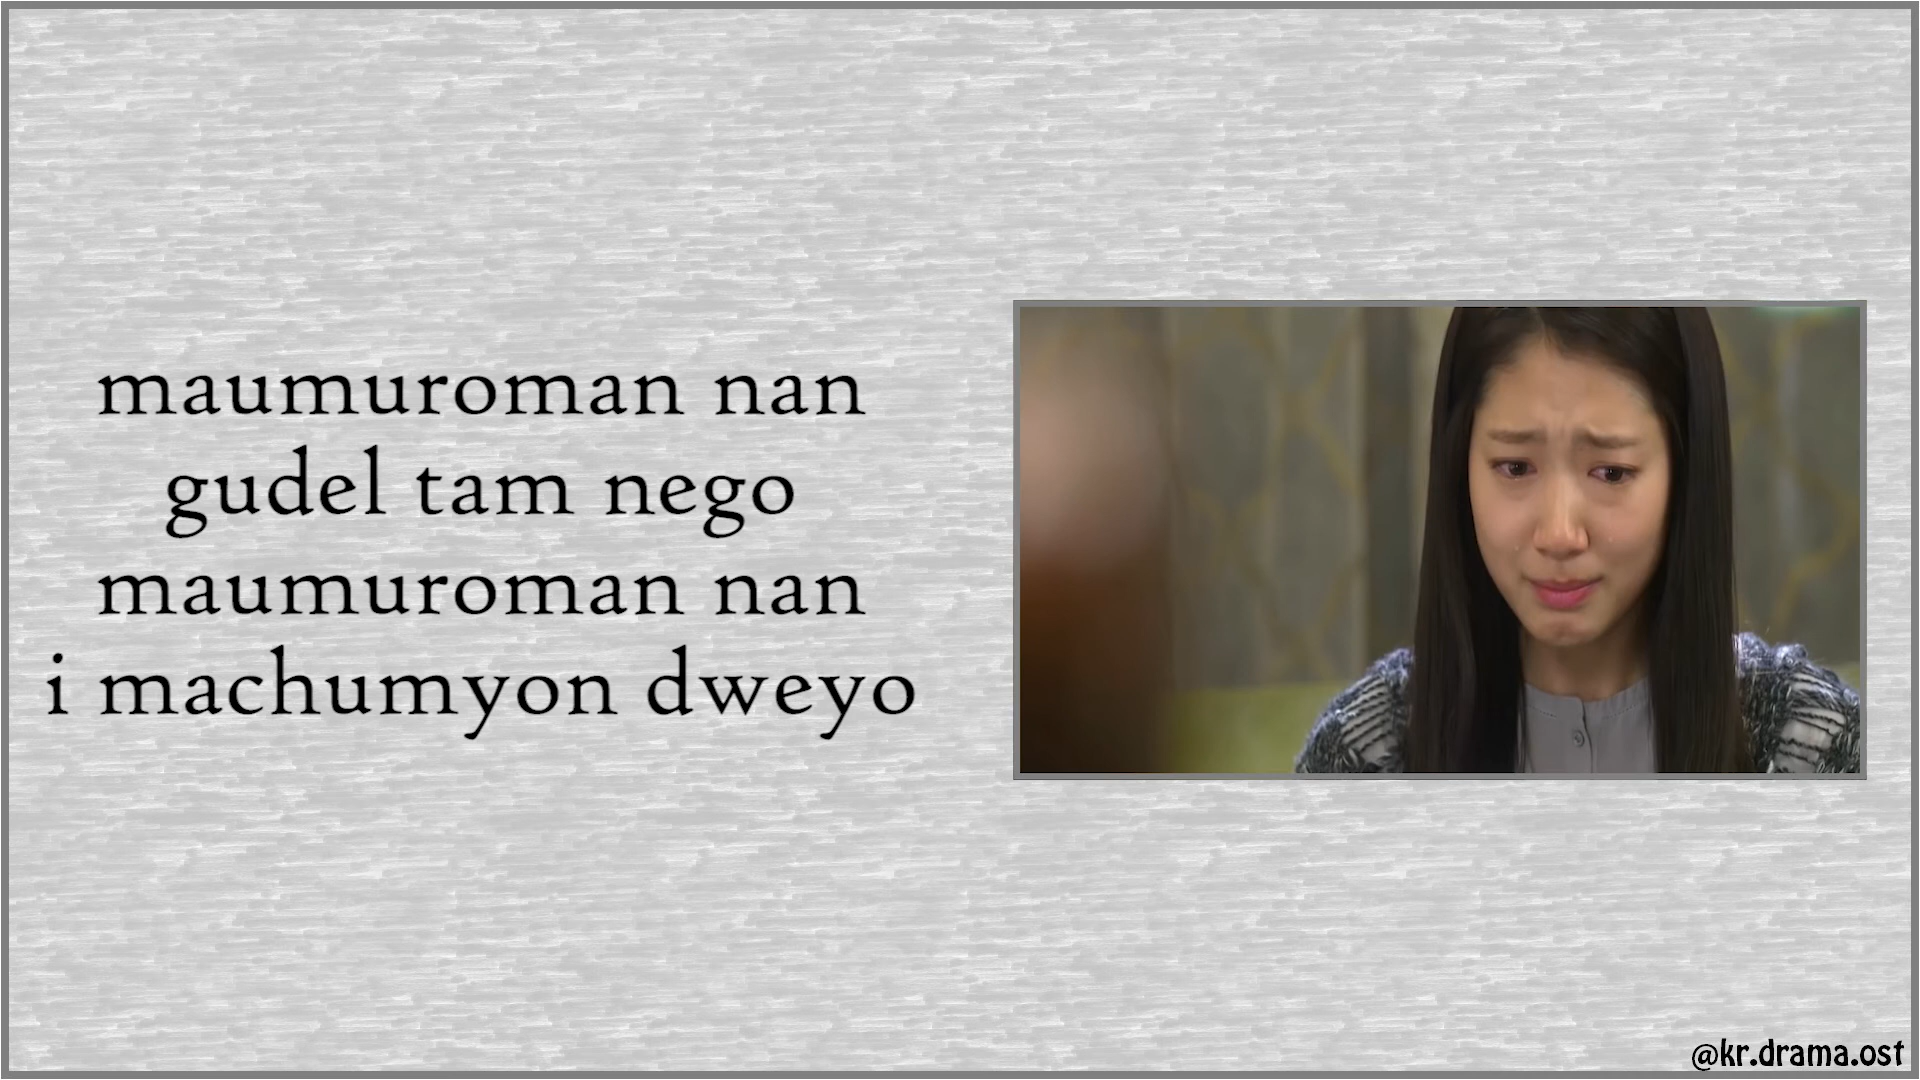 maumuroman nan
gudel tam nego
maumuroman nan
i machumyon dweyo
@kr.drama.ost